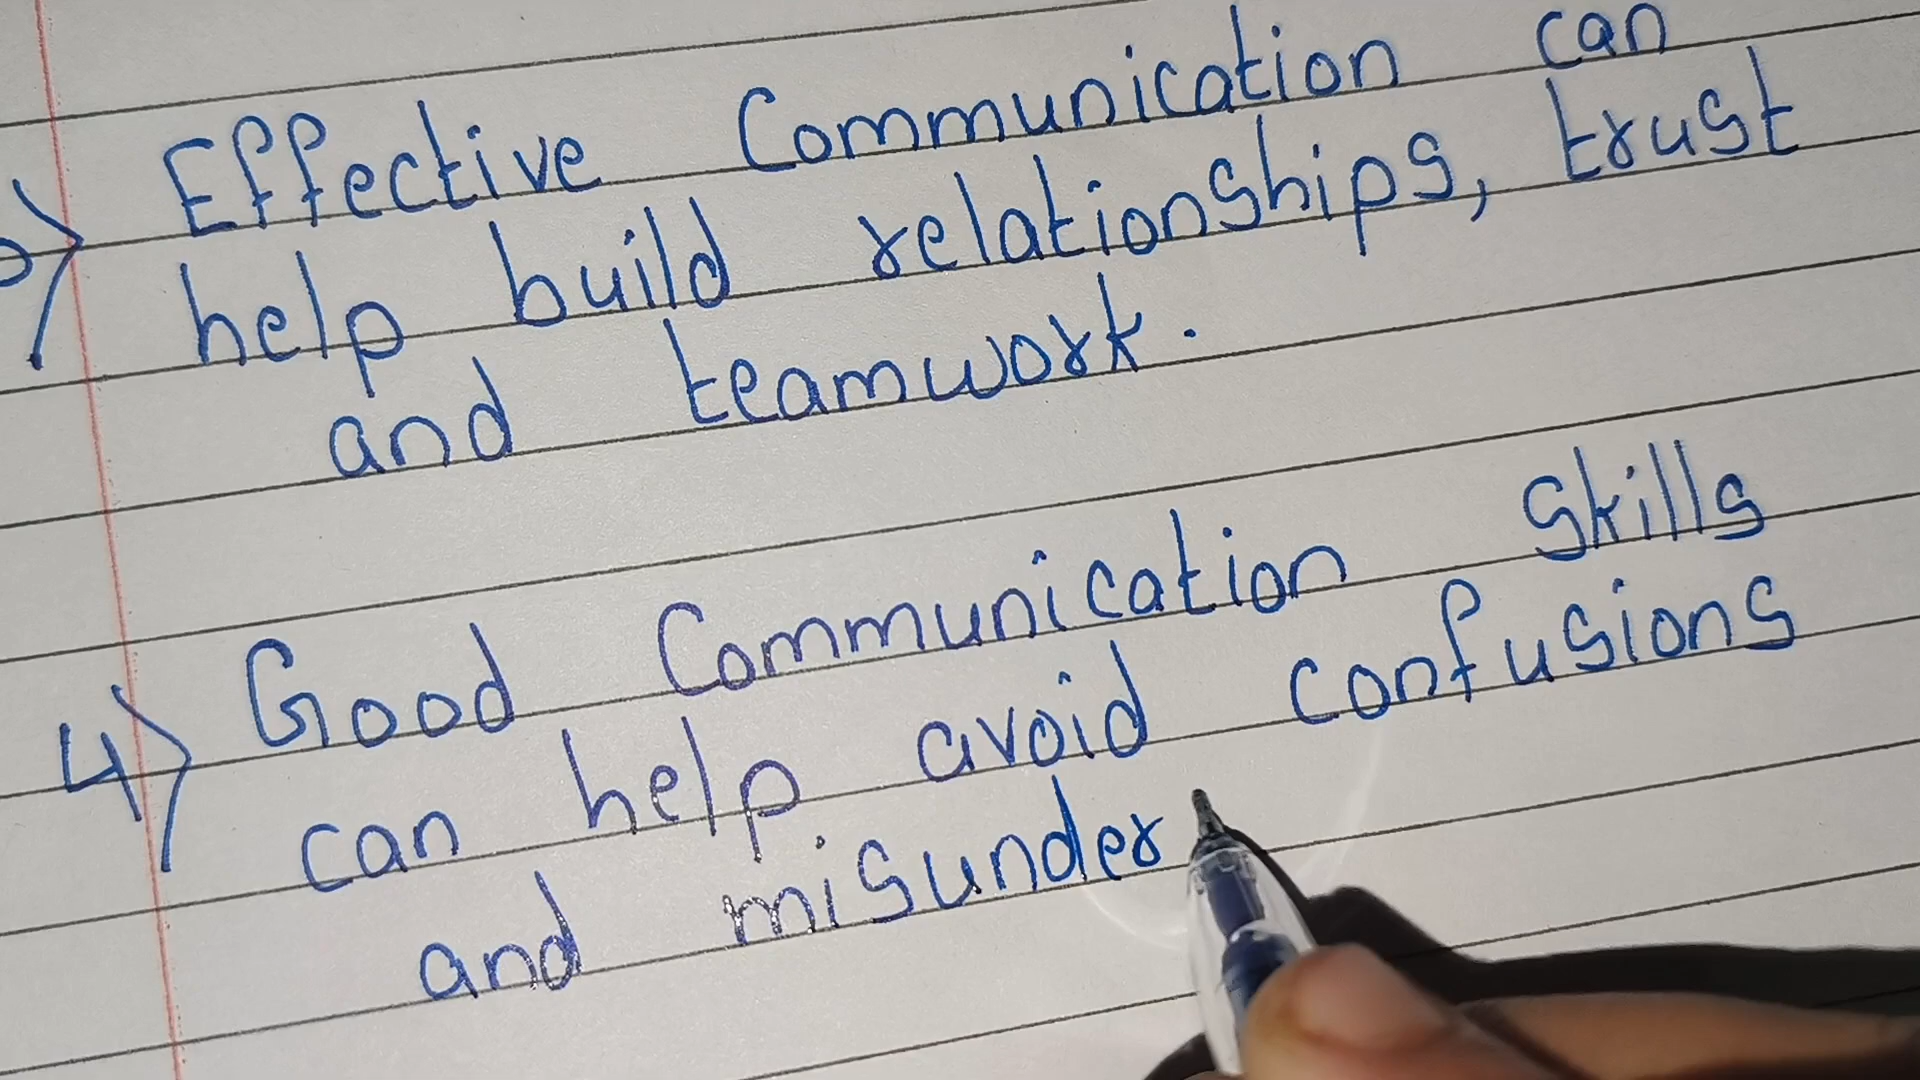 ) Effective Communication can
help build relationships, trust
and teamwork.
4) Good Communication skills
can help avoid confusions
and misunder